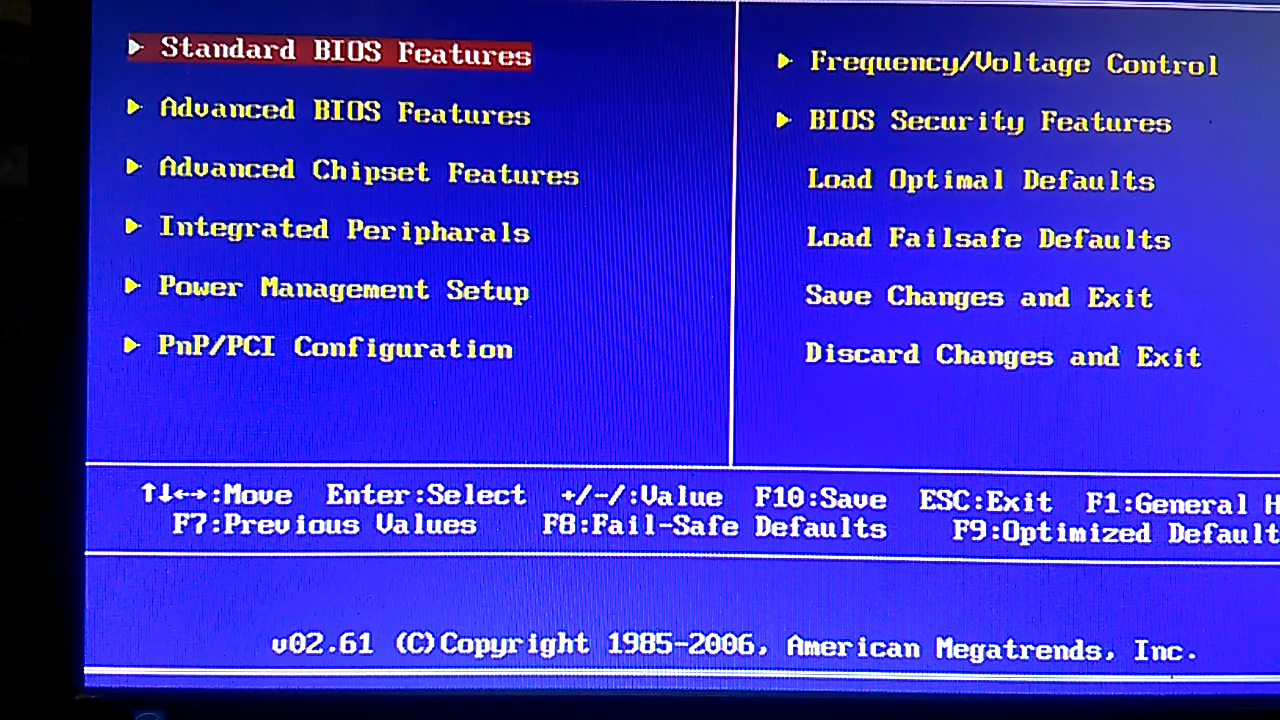 Standard BIOS Features
Advanced BIOS Features
Advanced Chipset Features
Integrated Peripharals
Power Management Setup
PnP/PCI Configuration
Frequency/Voltage Control
BIOS Security Features
Load Optimal Defaults
Load Failsafe Defaults
Save Changes and Exit
Discard Changes and Exit
↑↓←→:Move Enter:Select +/-/:Value F10:Save ESC:Exit F1:General H
F7:Previous Values F8:Fail-Safe Defaults F9:Optimized Default
v02.61 (C)Copyright 1985-2006, American Megatrends, Inc.